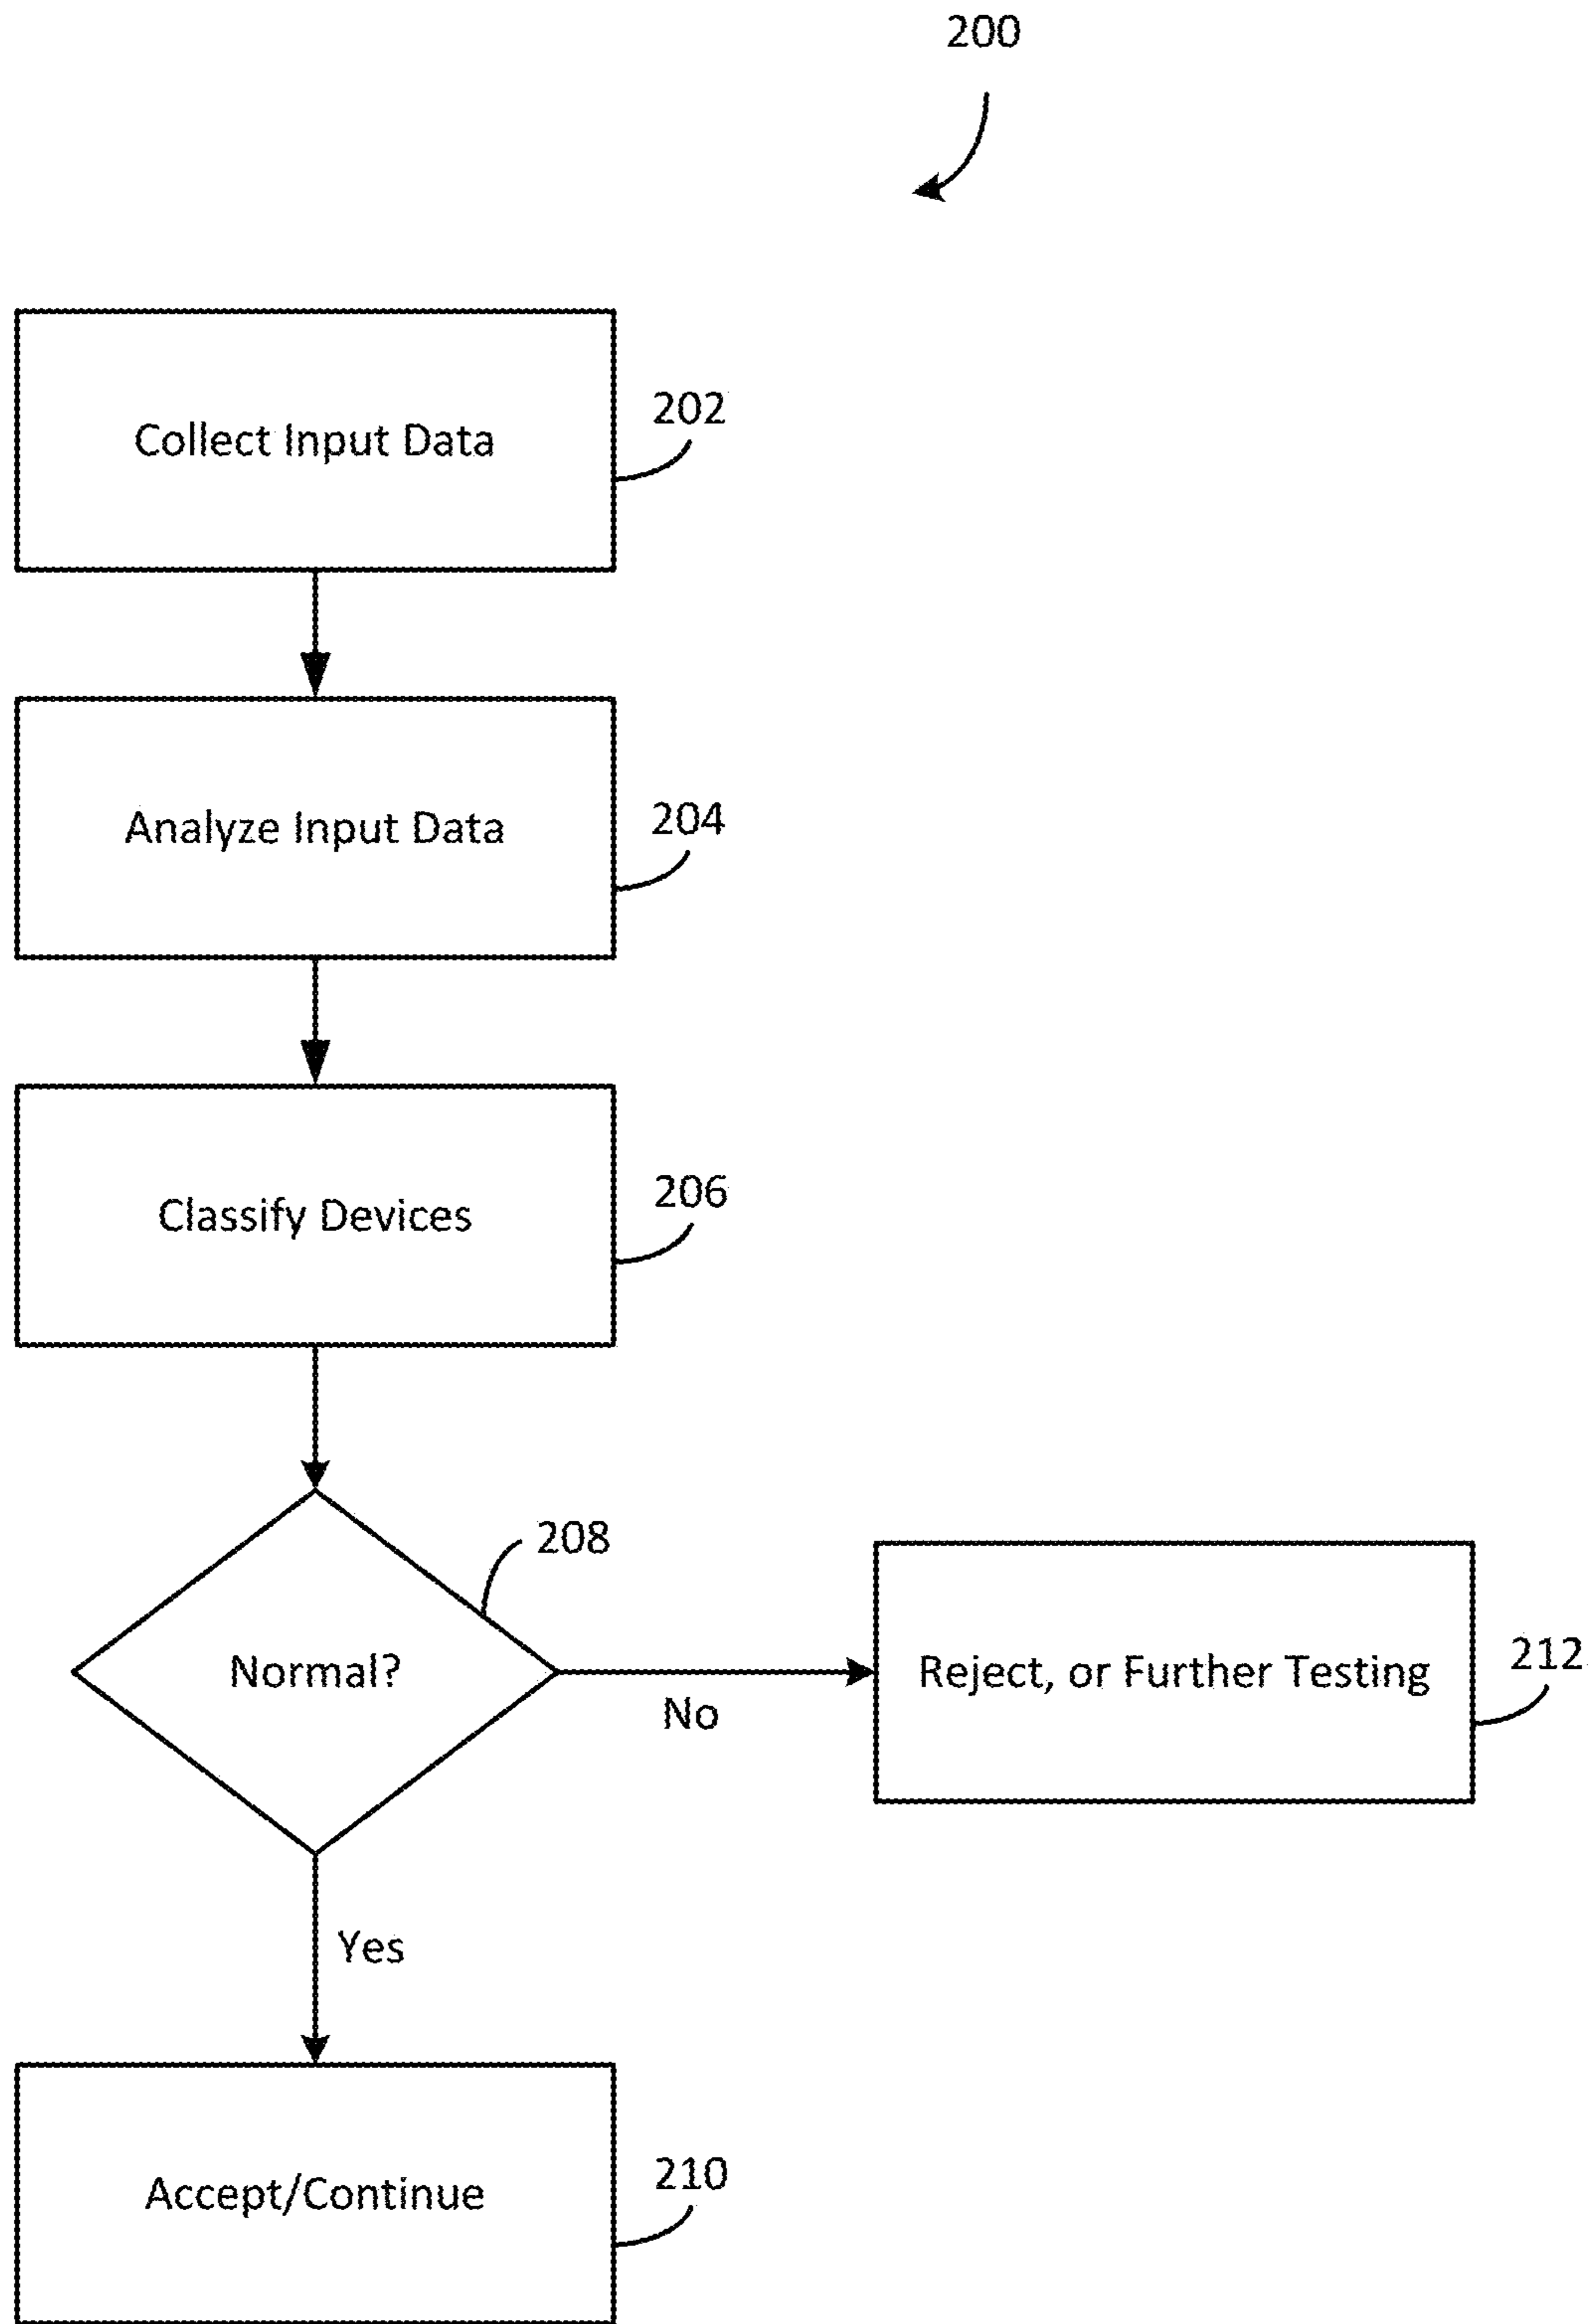 200
Collect Input Data
202
Analyze Input Data
204
Classify Devices
206
208
Normal?
No
Reject, or Further Testing
212
Yes
Accept/Continue
210